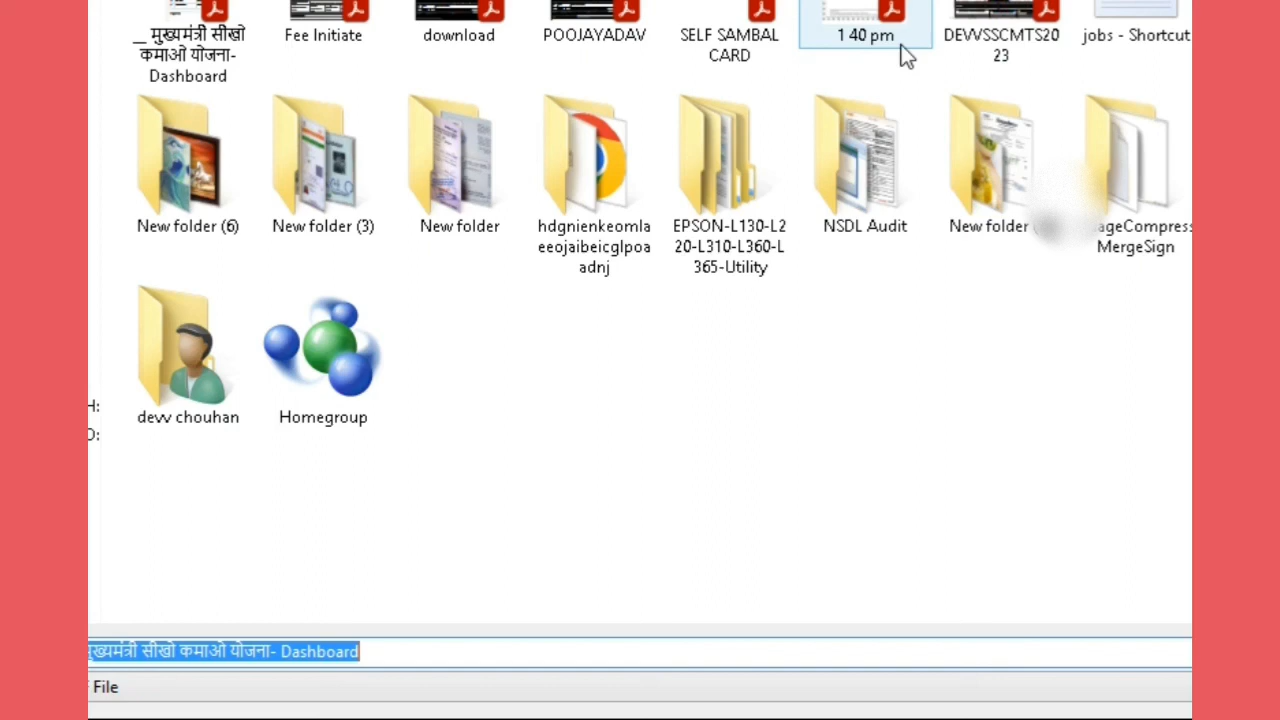 __ मुख्यमंत्री सीखो
कमाओ योजना-
Dashboard
Fee Initiate
download
POOJAYADAV
SELF SAMBAL
CARD
1 40 pm
DEVVSSCMTS20
23
jobs - Shortcut
New folder (6)
New folder (3)
New folder
hdgnienkeomla
eeojaibeicglpoa
adnj
EPSON-L130-L2
20-L310-L360-L
365-Utility
NSDL Audit
New folder
ageCompress
MergeSign
devv chouhan
Homegroup
H:
D:
मुख्यमंत्री सीखो कमाओ योजना- Dashboard
File